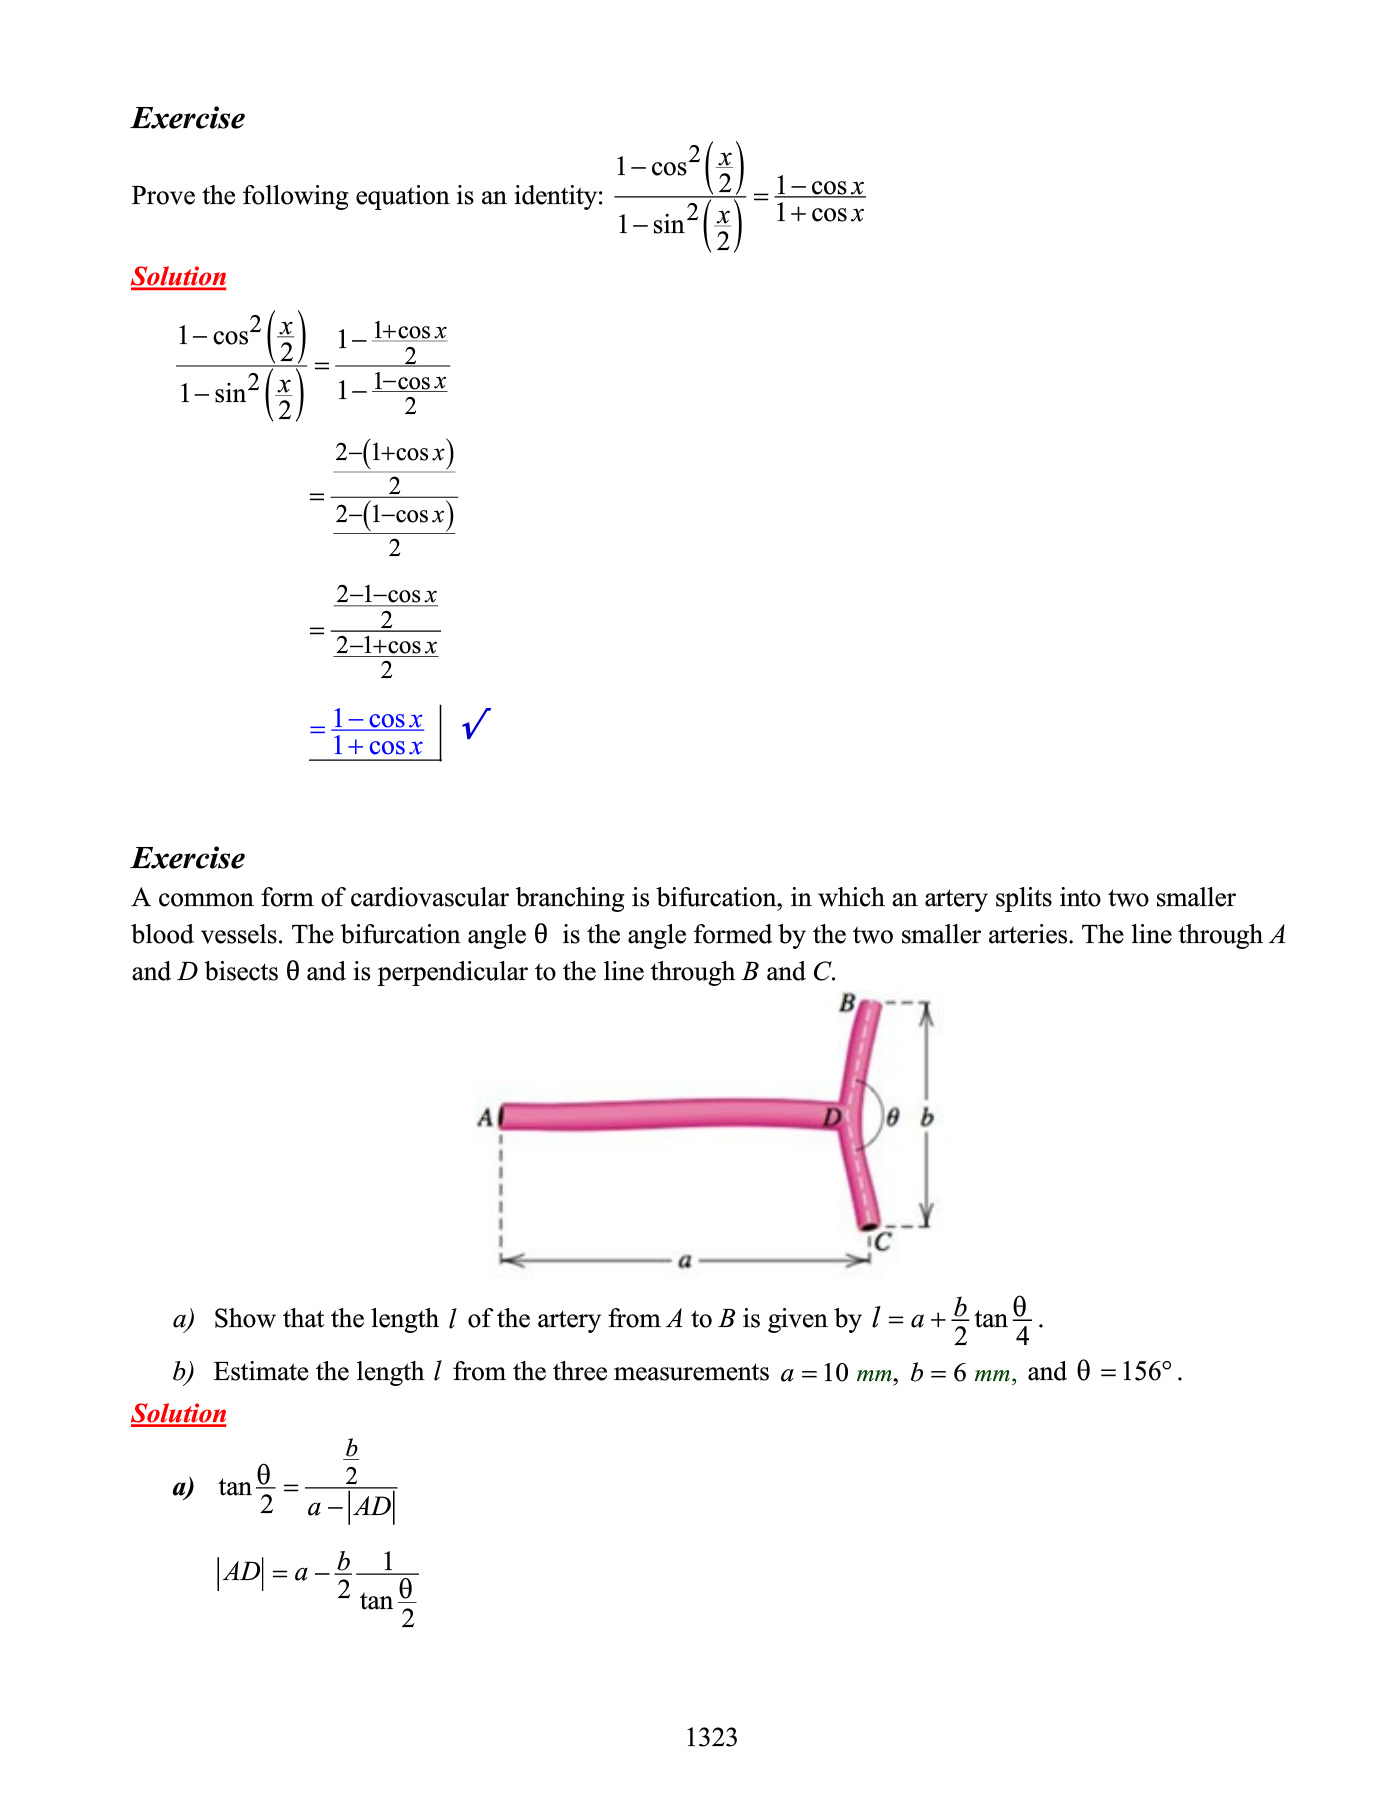 Exercise
Prove the following equation is an identity: \frac{1-\cos^2\left(\frac{x}{2}\right)}{1-\sin^2\left(\frac{x}{2}\right)} = \frac{1-\cos x}{1+\cos x}
Solution
\frac{1-\cos^2\left(\frac{x}{2}\right)}{1-\sin^2\left(\frac{x}{2}\right)} = \frac{1-\frac{1+\cos x}{2}}{1-\frac{1-\cos x}{2}}
= \frac{\frac{2-(1+\cos x)}{2}}{\frac{2-(1-\cos x)}{2}}
= \frac{\frac{2-1-\cos x}{2}}{\frac{2-1+\cos x}{2}}
= \frac{1-\cos x}{1+\cos x} √
Exercise
A common form of cardiovascular branching is bifurcation, in which an artery splits into two smaller
blood vessels. The bifurcation angle θ is the angle formed by the two smaller arteries. The line through A
and D bisects θ and is perpendicular to the line through B and C.
B
A
D
θ
b
C
a
a) Show that the length l of the artery from A to B is given by l = a + \frac{b}{2} \tan\frac{θ}{4}.
b) Estimate the length l from the three measurements a = 10 mm, b = 6 mm, and θ = 156°.
Solution
a) \tan\frac{θ}{2} = \frac{\frac{b}{2}}{a-|AD|}
|AD| = a - \frac{b}{2} \frac{1}{\tan\frac{θ}{2}}
1323